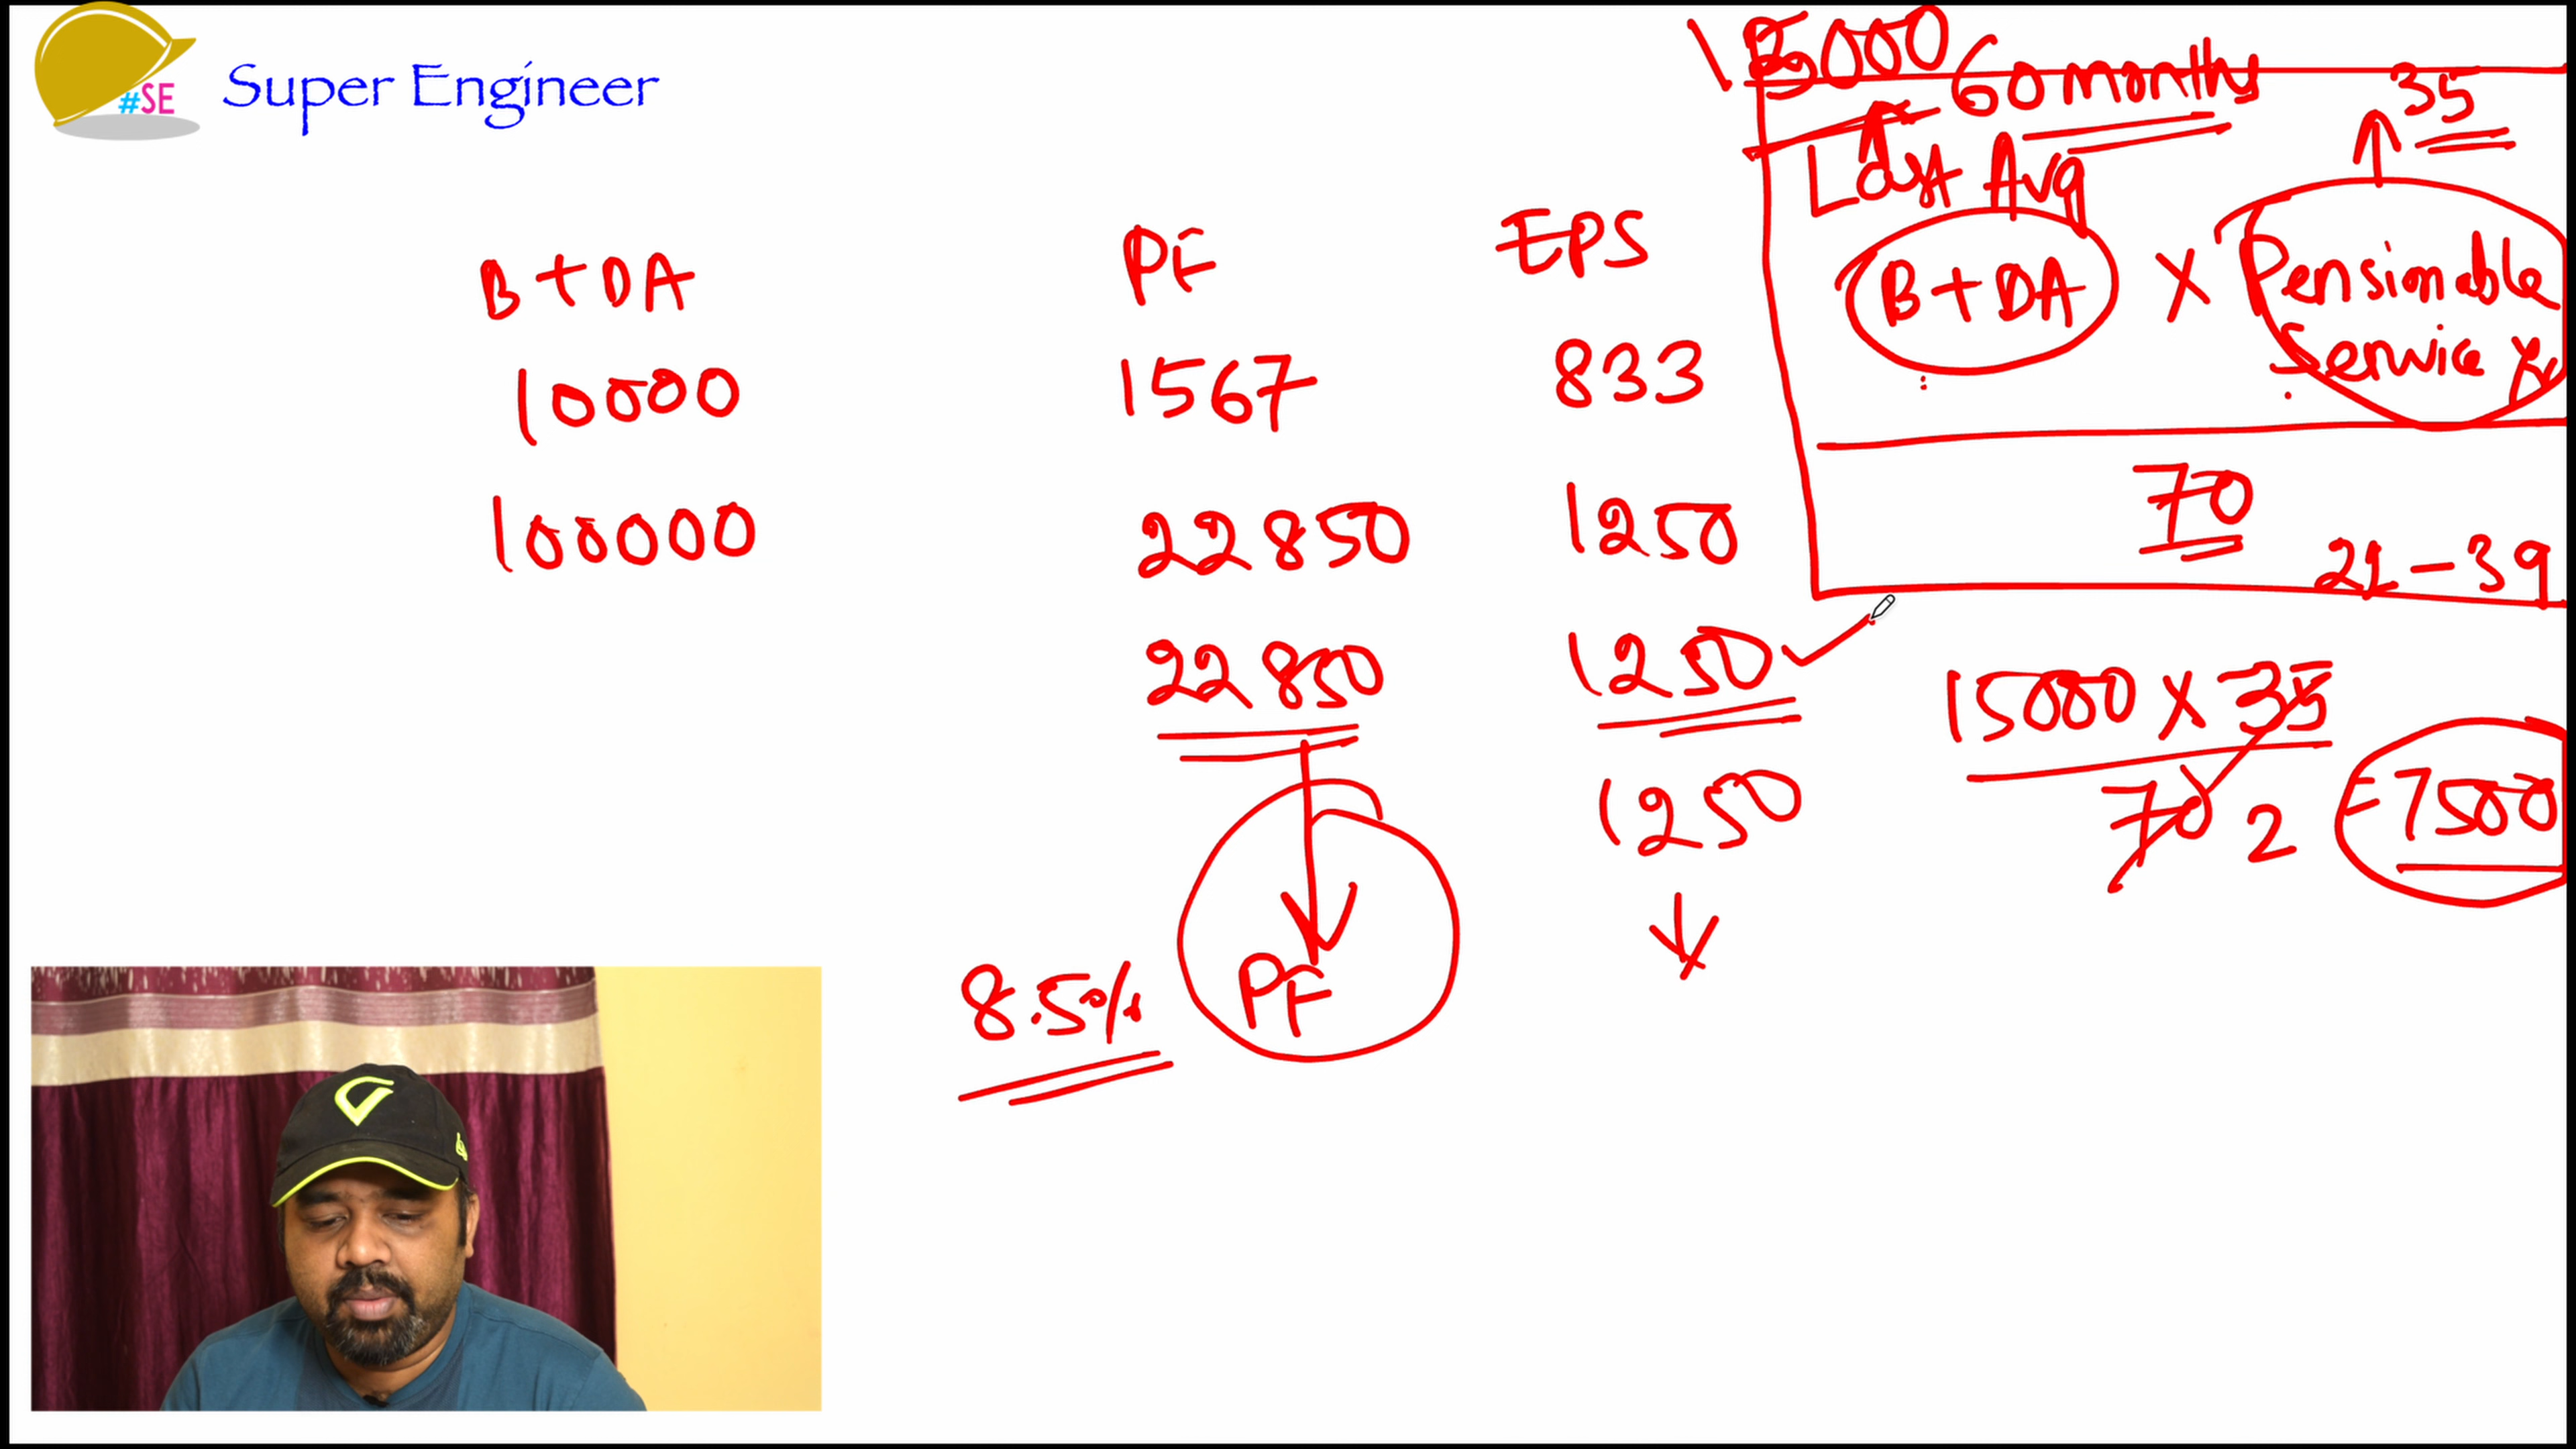 #SE
Super Engineer
B + DA PF EPS
10000 1567 833
100000 22850 1250
22850 1250
1250
PF
8.5%
15000
60 months
35
Last Avg
B+DA X Pensionable
Service
70
21-39
15000 X 35
70 2
=7500